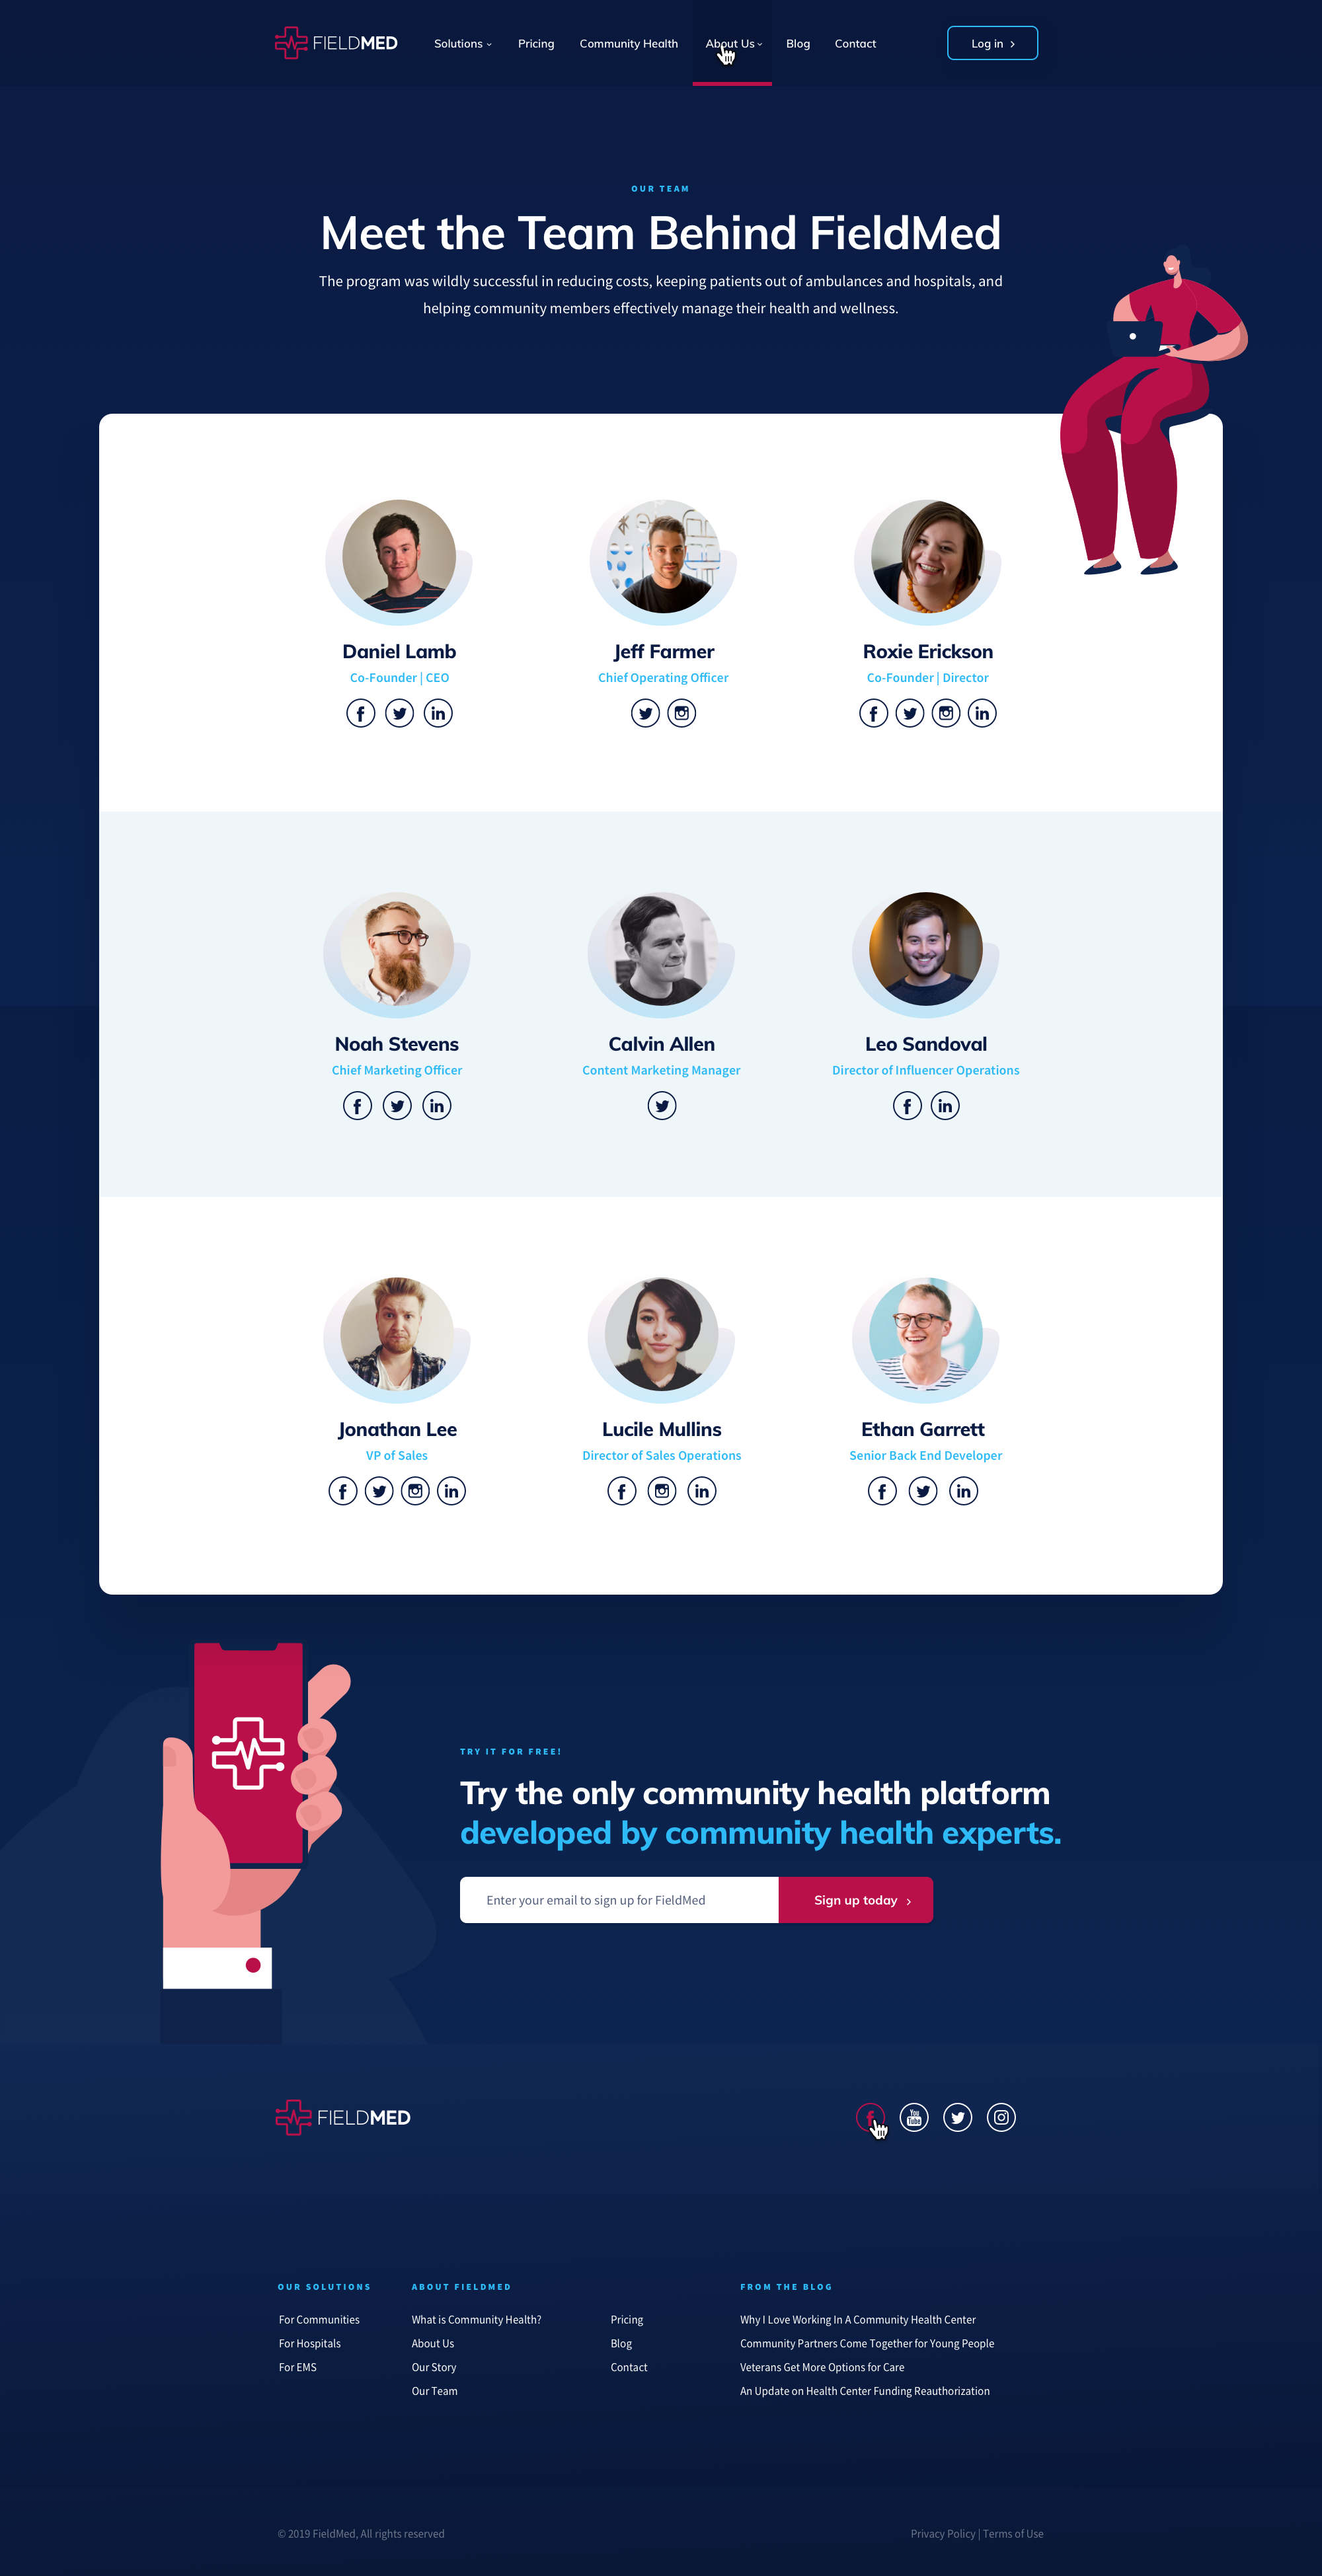 FIELDMED
Solutions
Pricing
Community Health
About Us
Blog
Contact
Log in
OUR TEAM
Meet the Team Behind FieldMed
The program was wildly successful in reducing costs, keeping patients out of ambulances and hospitals, and
helping community members effectively manage their health and wellness.
Daniel Lamb
Co-Founder | CEO
Jeff Farmer
Chief Operating Officer
Roxie Erickson
Co-Founder | Director
Noah Stevens
Chief Marketing Officer
Calvin Allen
Content Marketing Manager
Leo Sandoval
Director of Influencer Operations
Jonathan Lee
VP of Sales
Lucile Mullins
Director of Sales Operations
Ethan Garrett
Senior Back End Developer
TRY IT FOR FREE!
Try the only community health platform
developed by community health experts.
Enter your email to sign up for FieldMed
Sign up today
FIELDMED
You
Tube
OUR SOLUTIONS
For Communities
For Hospitals
For EMS
ABOUT FIELDMED
What is Community Health?
About Us
Our Story
Our Team
Pricing
Blog
Contact
FROM THE BLOG
Why I Love Working In A Community Health Center
Community Partners Come Together for Young People
Veterans Get More Options for Care
An Update on Health Center Funding Reauthorization
© 2019 FieldMed, All rights reserved
Privacy Policy | Terms of Use